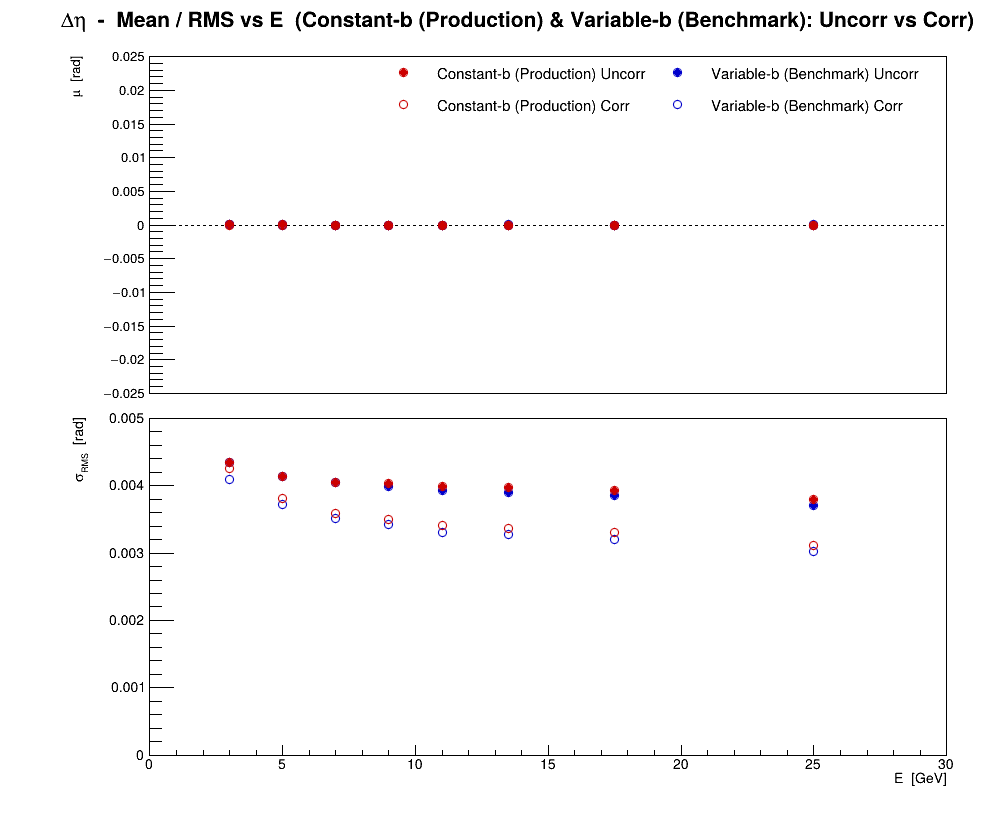 Δη - Mean / RMS vs E (Constant-b (Production) & Variable-b (Benchmark): Uncorr vs Corr)
μ [rad]
0.025
0.02
0.015
0.01
0.005
0
−0.005
−0.01
−0.015
−0.02
−0.025
Constant-b (Production) Uncorr
Variable-b (Benchmark) Uncorr
Constant-b (Production) Corr
Variable-b (Benchmark) Corr
σRMS [rad]
0.005
0.004
0.003
0.002
0.001
0
0 5 10 15 20 25 30
E [GeV]